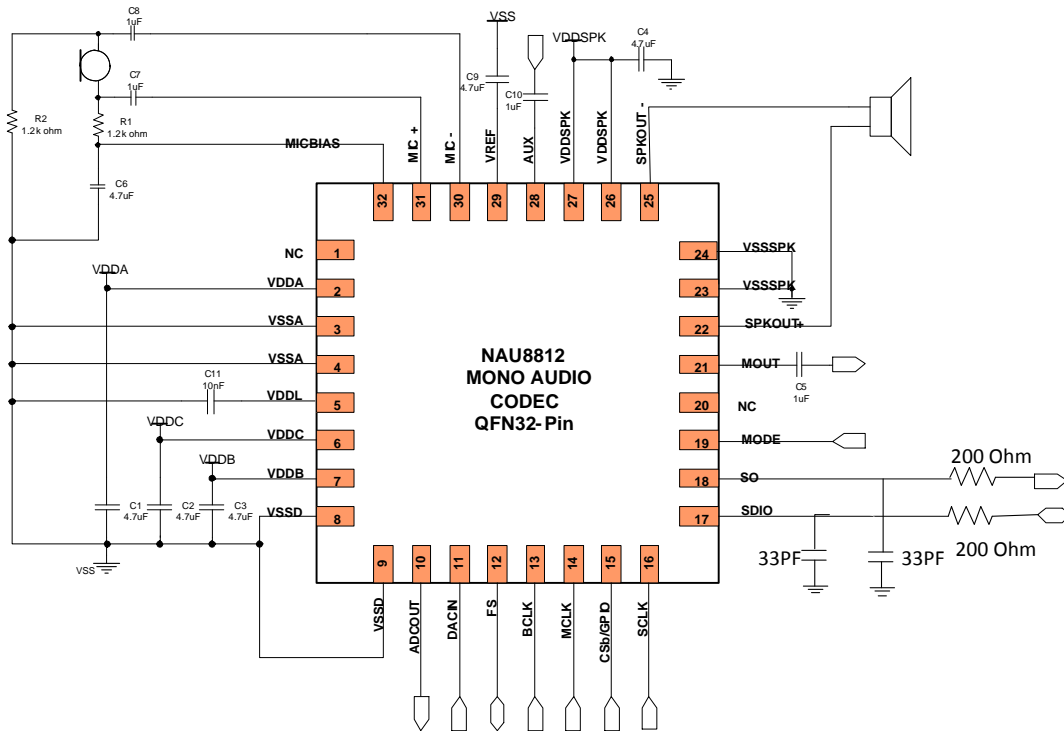 C8
1uF
VSS
VDDSPK
C4
4.7uF
C7
1uF
C9
4.7uF
C10
1uF
R2
1.2k ohm
R1
1.2k ohm
MICBIAS
MIC +
MIC -
VREF
AUX
VDDSPK
VDDSPK
SPKOUT -
C6
4.7uF
32
31
30
29
28
27
26
25
NC
1
24
VSSSPK
VDDA
VDDA
2
23
VSSSPK
VSSA
3
22
SPKOUT+
VSSA
4
21
MOUT
C5
1uF
NAU8812
MONO AUDIO
CODEC
QFN32-Pin
C11
10nF
VDDL
5
20
NC
VDDC
VDDC
6
19
MODE
VDDB
VDDB
7
18
SO
200 Ohm
C1
4.7uF
C2
4.7uF
C3
4.7uF
VSSD
8
17
SDIO
200 Ohm
33PF
33PF
VSS
9
10
11
12
13
14
15
16
VSSD
ADCOUT
DACIN
FS
BCLK
MCLK
CSb/GPIO
SCLK